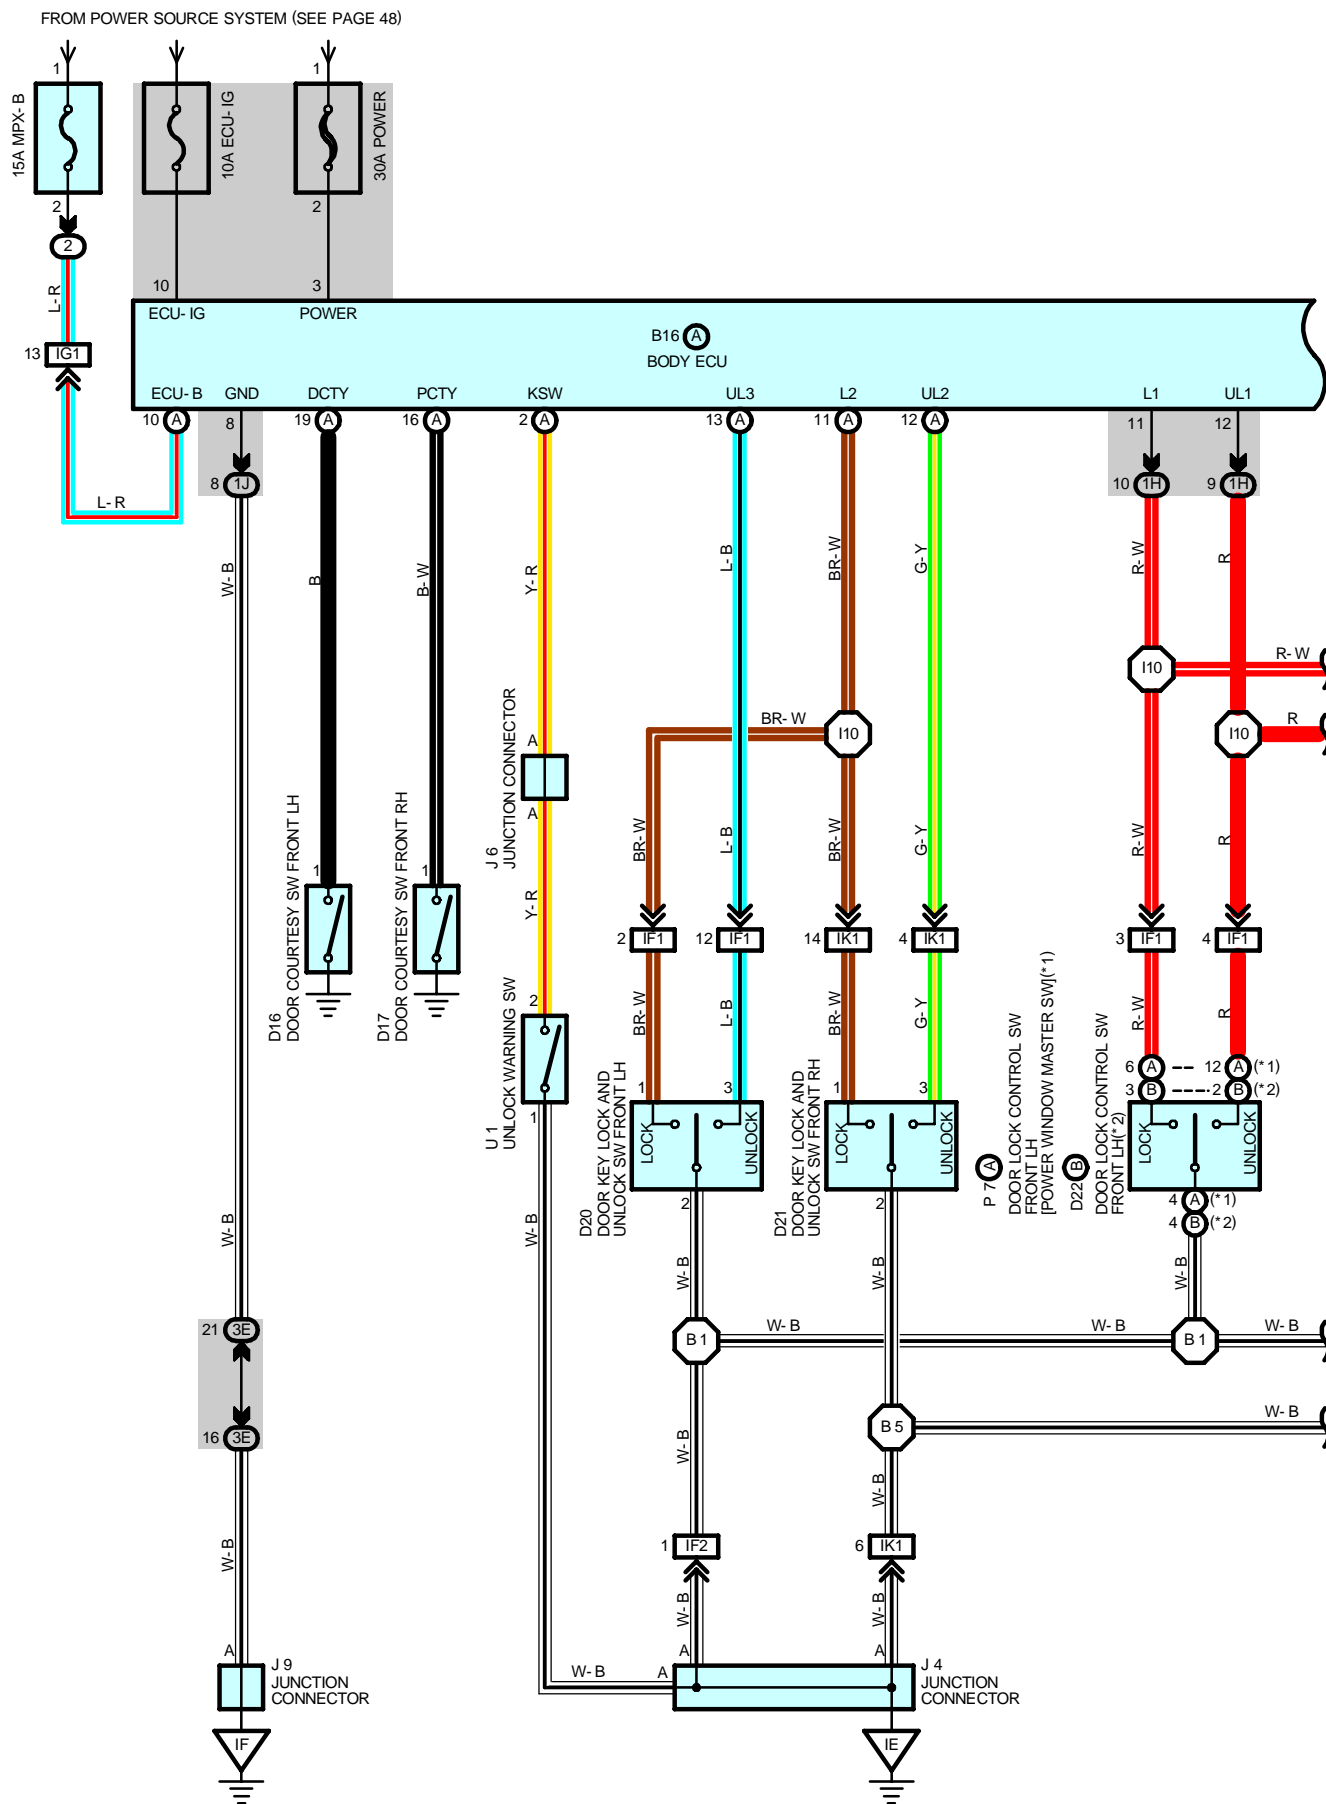 FROM POWER SOURCE SYSTEM (SEE PAGE 48)
1
1
15A MPX- B
10A ECU- IG
30A POWER
2
2
2
L- R
13 IG1
10
3
ECU- IG
POWER
B16 A
BODY ECU
ECU- B
GND
DCTY
PCTY
KSW
UL3
L2
UL2
L1
UL1
10 A
8
19 A
16 A
2 A
13 A
11 A
12 A
11
12
8 1J
10 1H
9 1H
L- R
W- B
B
B- W
Y- R
L- B
BR- W
G- Y
R- W
R
I10
R- W
BR- W
I10
I10
R
A
J 6
JUNCTION CONNECTOR
A
BR- W
L- B
BR- W
G- Y
R- W
R
1
1
Y- R
D16
DOOR COURTESY SW FRONT LH
D17
DOOR COURTESY SW FRONT RH
2 IF1
12 IF1
14 IK1
4 IK1
3 IF1
4 IF1
BR- W
L- B
BR- W
G- Y
R- W
R
2
U 1
UNLOCK WARNING SW
1
6 A
12 A (* 1)
3 B
2 B (* 2)
1
3
1
3
LOCK
UNLOCK
LOCK
UNLOCK
LOCK
UNLOCK
D20
DOOR KEY LOCK AND
UNLOCK SW FRONT LH
D21
DOOR KEY LOCK AND
UNLOCK SW FRONT RH
P 7 A
DOOR LOCK CONTROL SW
FRONT LH
[POWER WINDOW MASTER SW](* 1)
D22 B
DOOR LOCK CONTROL SW
FRONT LH(* 2)
2
2
4 A (* 1)
4 B (* 2)
W- B
W- B
W- B
W- B
W- B
21 3E
B 1
W- B
W- B
B 1
W- B
16 3E
B 5
W- B
W- B
W- B
W- B
1 IF2
6 IK1
W- B
W- B
A
A
A
W- B
A
J 9
JUNCTION
CONNECTOR
J 4
JUNCTION
CONNECTOR
IF
IE